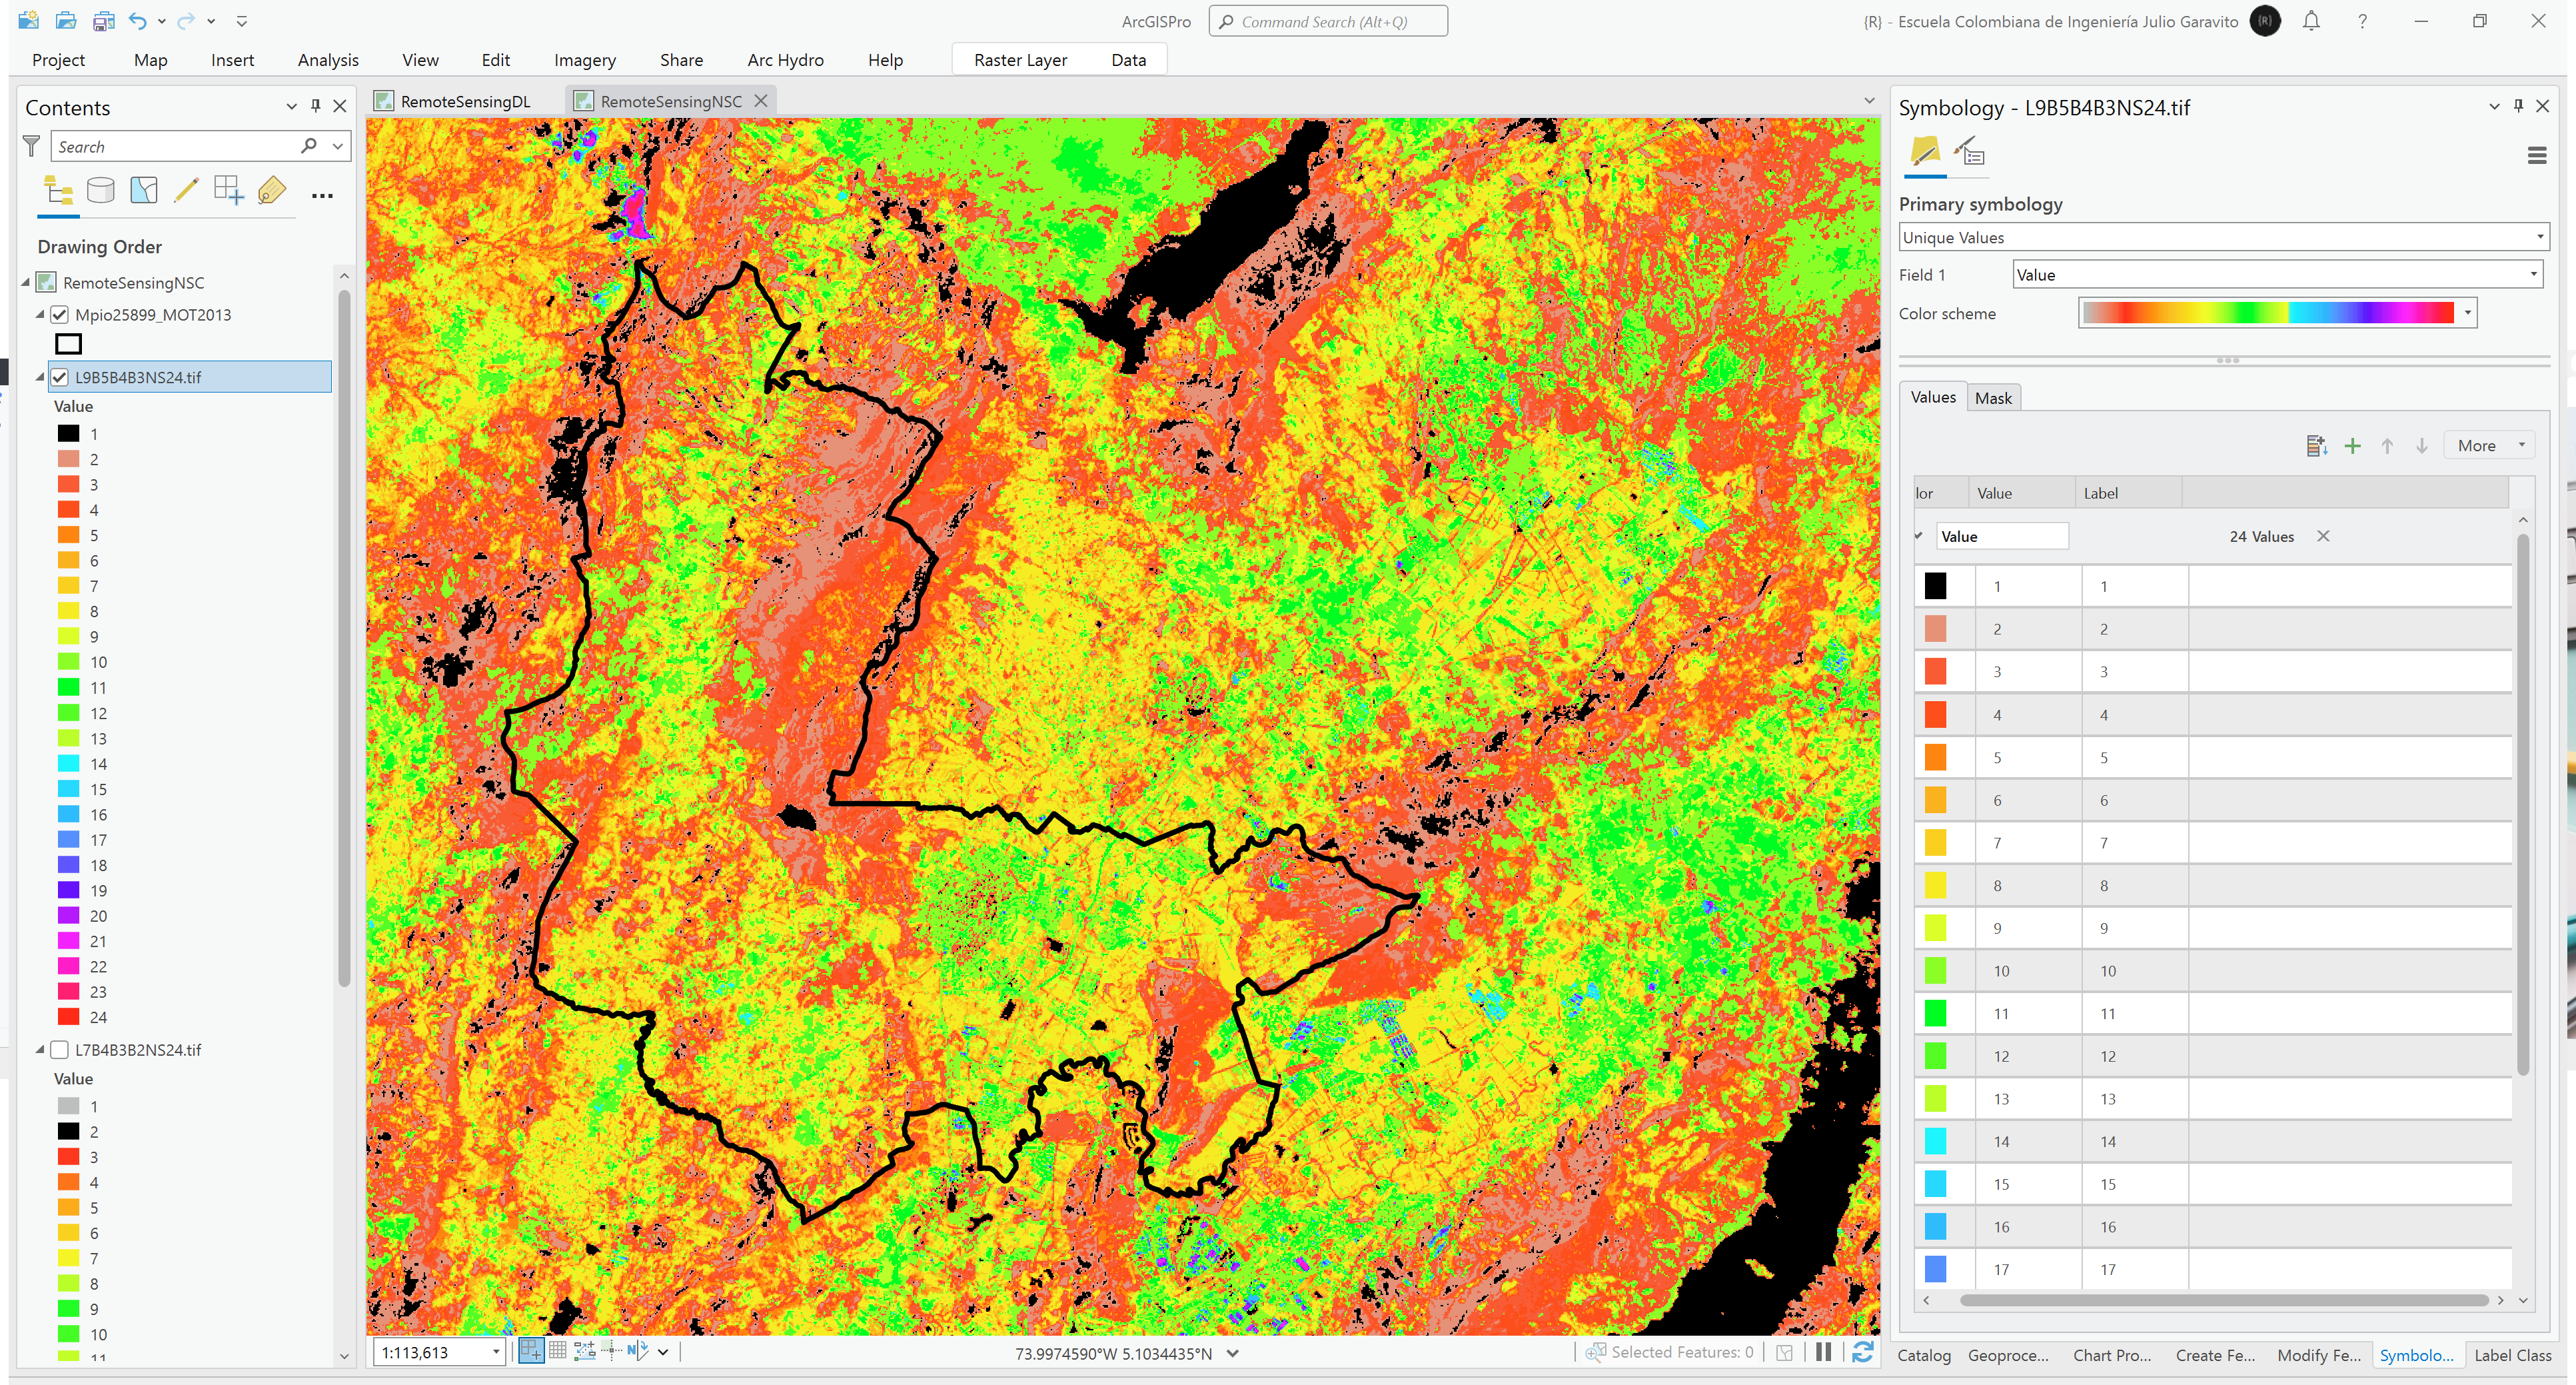 ArcGISPro
Command Search (Alt+Q)
{R} - Escuela Colombiana de Ingeniería Julio Garavito
{R}
?
Project
Map
Insert
Analysis
View
Edit
Imagery
Share
Arc Hydro
Help
Raster Layer
Data
Contents
Search
Drawing Order
RemoteSensingNSC
Mpio25899_MOT2013
L9B5B4B3NS24.tif
Value
1
2
3
4
5
6
7
8
9
10
11
12
13
14
15
16
17
18
19
20
21
22
23
24
L7B4B3B2NS24.tif
Value
1
2
3
4
5
6
7
8
9
10
11
RemoteSensingDL
RemoteSensingNSC
1:113,613
73.9974590°W 5.1034435°N
Selected Features: 0
Symbology - L9B5B4B3NS24.tif
Primary symbology
Unique Values
Field 1
Value
Color scheme
Values
Mask
More
lor
Value
Label
Value
24 Values
1 1
2 2
3 3
4 4
5 5
6 6
7 7
8 8
9 9
10 10
11 11
12 12
13 13
14 14
15 15
16 16
17 17
Catalog
Geoproce...
Chart Pro...
Create Fe...
Modify Fe...
Symbolo...
Label Class